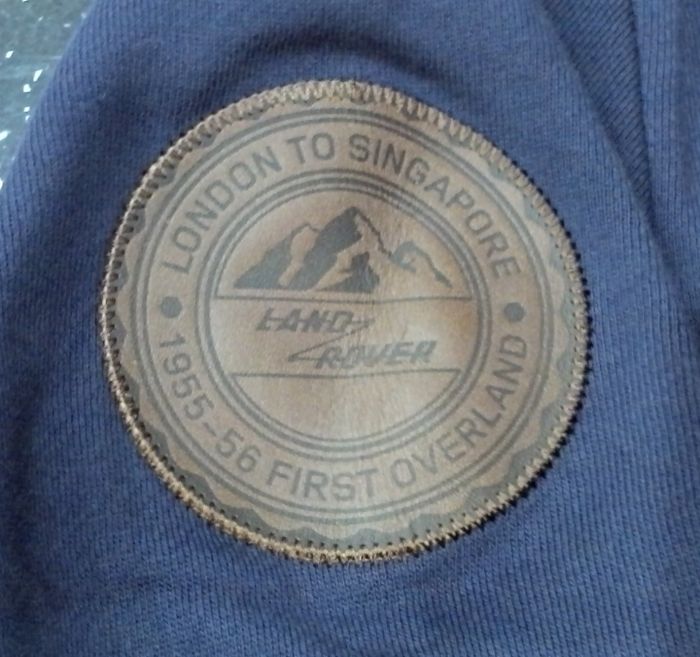 LONDON TO SINGAPORE
LAND
ROVER
1955-56 FIRST OVERLAND